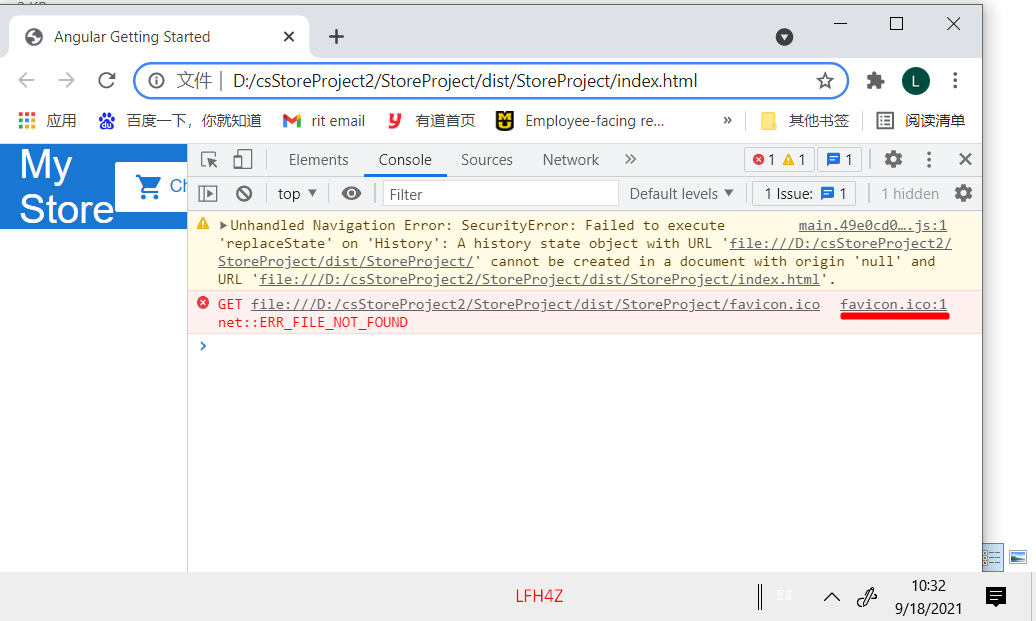 Angular Getting Started
文件 | D:/csStoreProject2/StoreProject/dist/StoreProject/index.html
L
应用 百度一下，你就知道 rit email 有道首页 Employee-facing re... » 其他书签 阅读清单
My
Store
Elements Console Sources Network » 1 1 1
top Filter Default levels 1 Issue: 1 1 hidden
Unhandled Navigation Error: SecurityError: Failed to execute main.49e0cd0….js:1
'replaceState' on 'History': A history state object with URL 'file:///D:/csStoreProject2/
StoreProject/dist/StoreProject/' cannot be created in a document with origin 'null' and
URL 'file:///D:/csStoreProject2/StoreProject/dist/StoreProject/index.html'.
GET file:///D:/csStoreProject2/StoreProject/dist/StoreProject/favicon.ico favicon.ico:1
net::ERR_FILE_NOT_FOUND
LFH4Z EN 10:32
9/18/2021